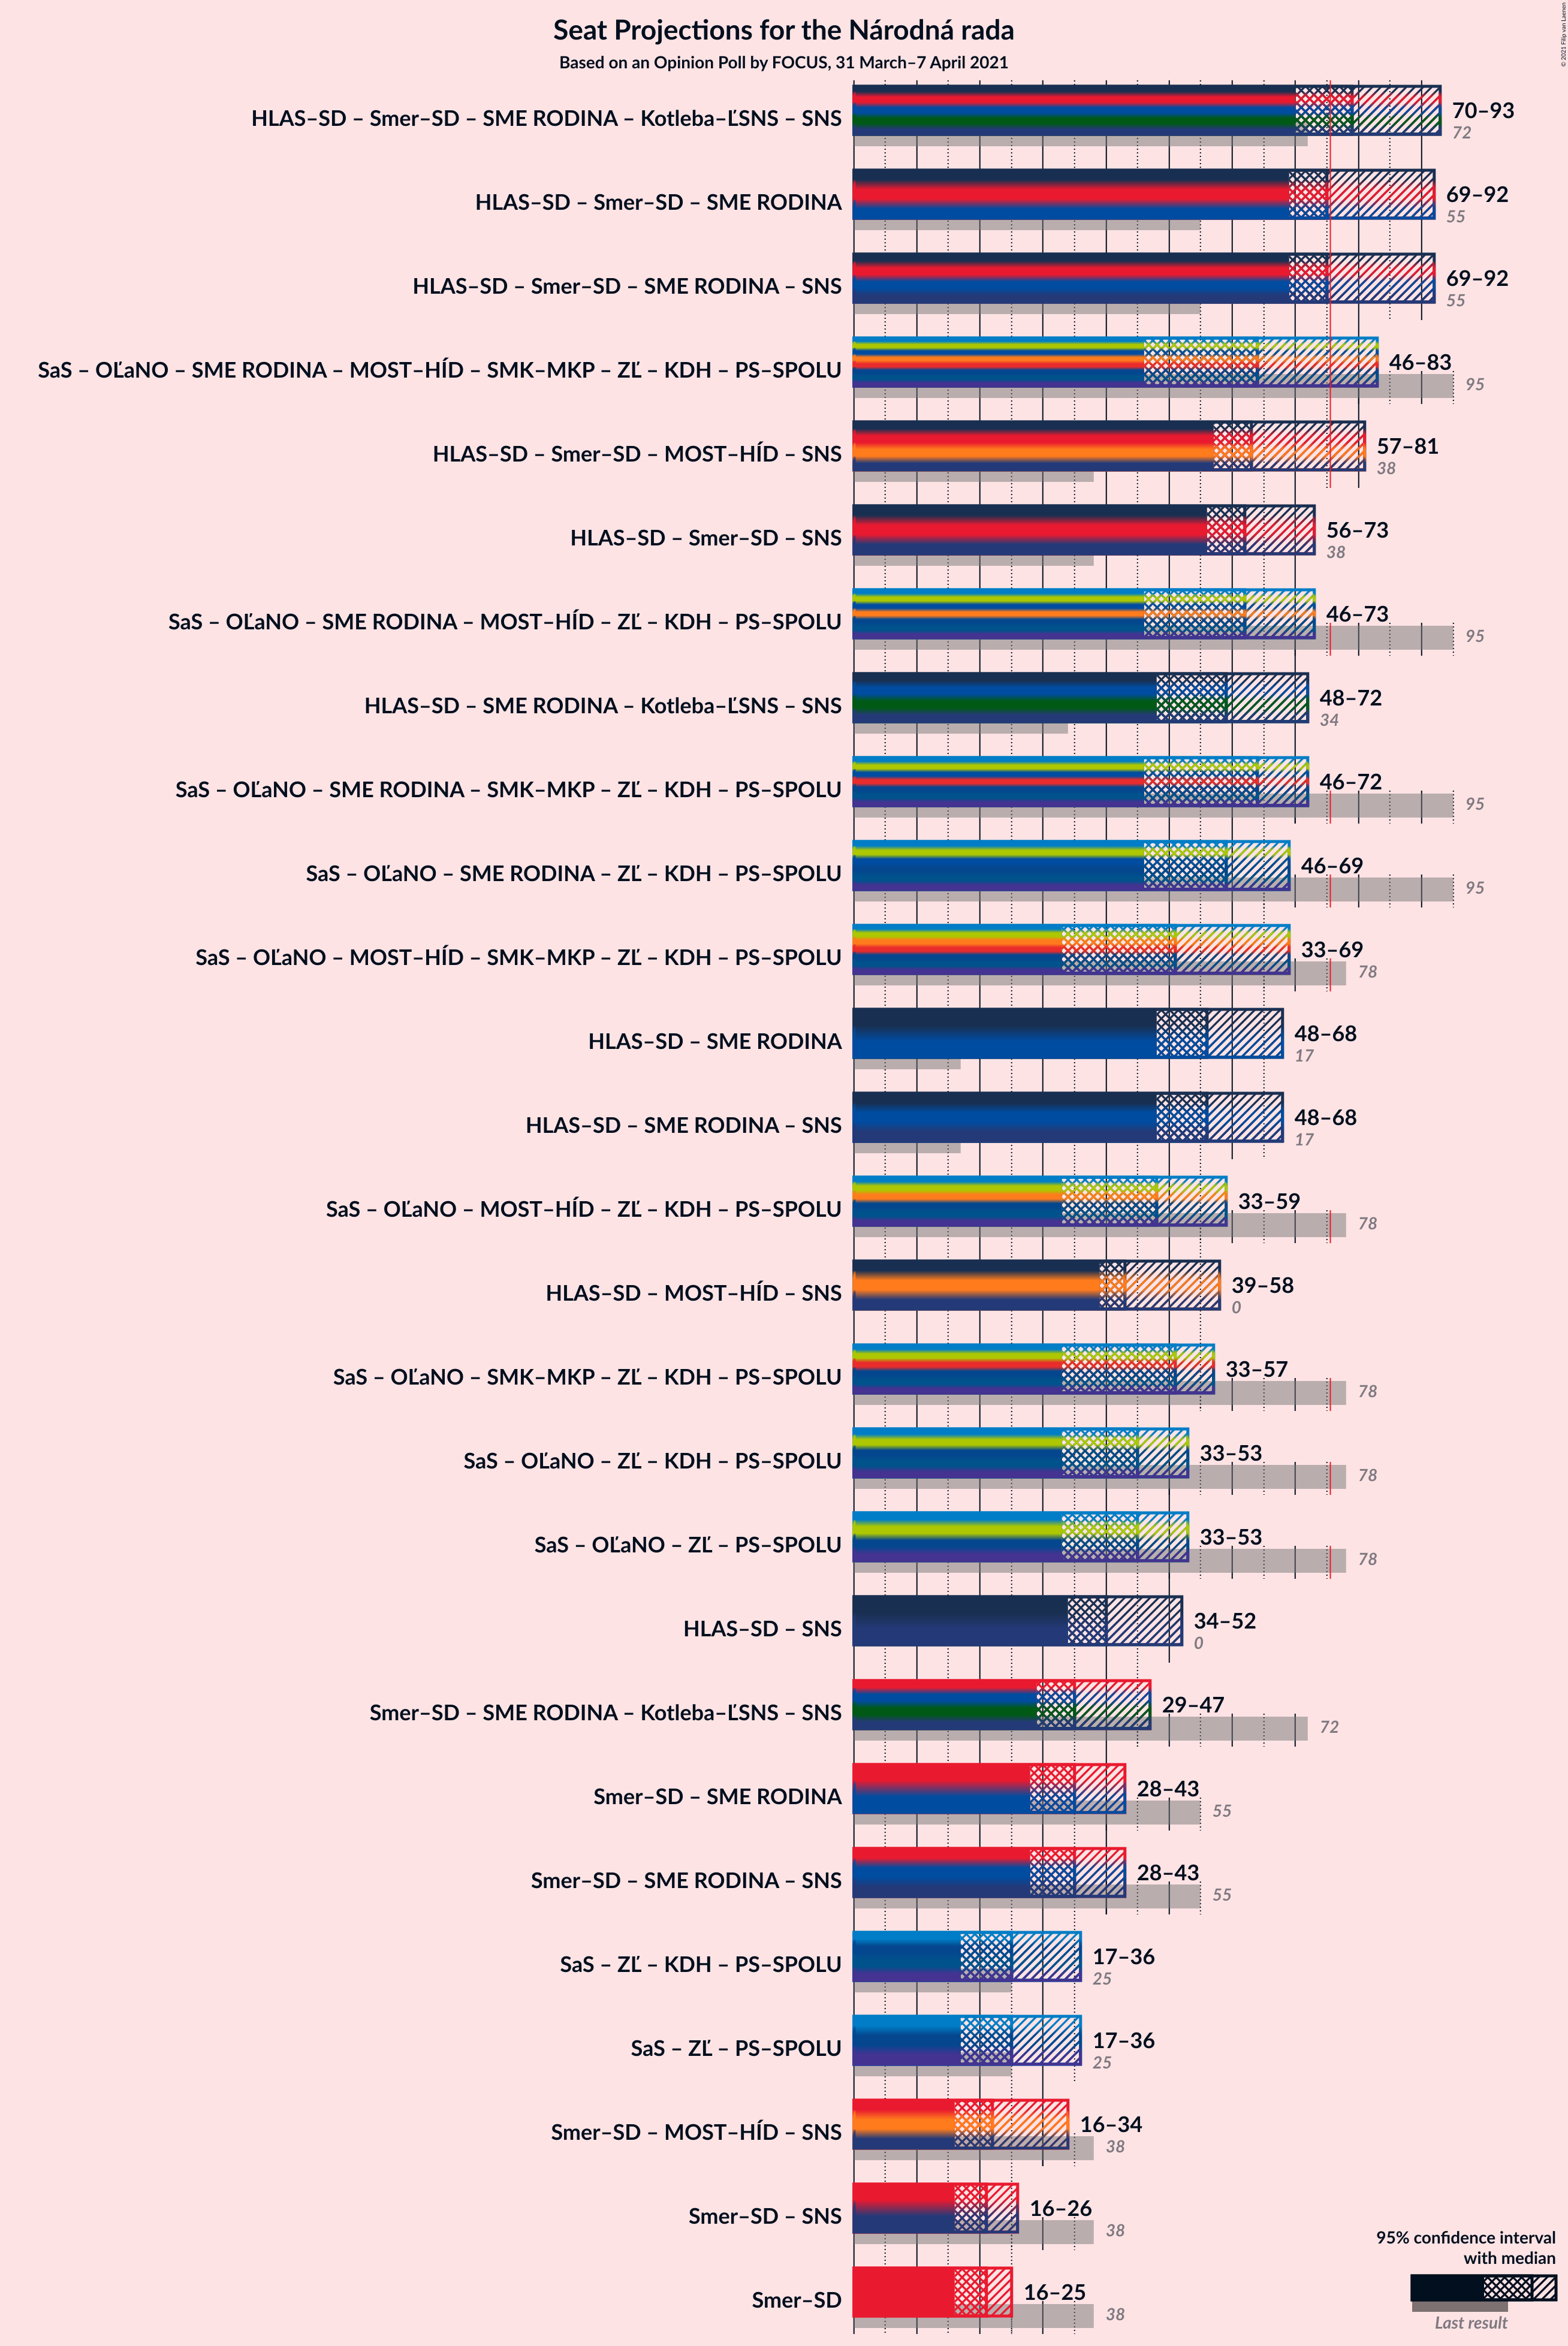 Seat Projections for the Národná rada
Based on an Opinion Poll by FOCUS, 31 March–7 April 2021
© 2021 Filip van Laenen
HLAS–SD – Smer–SD – SME RODINA – Kotleba–ĽSNS – SNS
70–93
72
HLAS–SD – Smer–SD – SME RODINA
69–92
55
HLAS–SD – Smer–SD – SME RODINA – SNS
69–92
55
SaS – OĽaNO – SME RODINA – MOST–HÍD – SMK–MKP – ZĽ – KDH – PS–SPOLU
46–83
95
HLAS–SD – Smer–SD – MOST–HÍD – SNS
57–81
38
HLAS–SD – Smer–SD – SNS
56–73
38
SaS – OĽaNO – SME RODINA – MOST–HÍD – ZĽ – KDH – PS–SPOLU
46–73
95
HLAS–SD – SME RODINA – Kotleba–ĽSNS – SNS
48–72
34
SaS – OĽaNO – SME RODINA – SMK–MKP – ZĽ – KDH – PS–SPOLU
46–72
95
SaS – OĽaNO – SME RODINA – ZĽ – KDH – PS–SPOLU
46–69
95
SaS – OĽaNO – MOST–HÍD – SMK–MKP – ZĽ – KDH – PS–SPOLU
33–69
78
HLAS–SD – SME RODINA
48–68
17
HLAS–SD – SME RODINA – SNS
48–68
17
SaS – OĽaNO – MOST–HÍD – ZĽ – KDH – PS–SPOLU
33–59
78
HLAS–SD – MOST–HÍD – SNS
39–58
0
SaS – OĽaNO – SMK–MKP – ZĽ – KDH – PS–SPOLU
33–57
78
SaS – OĽaNO – ZĽ – KDH – PS–SPOLU
33–53
78
SaS – OĽaNO – ZĽ – PS–SPOLU
33–53
78
HLAS–SD – SNS
34–52
0
Smer–SD – SME RODINA – Kotleba–ĽSNS – SNS
29–47
72
Smer–SD – SME RODINA
28–43
55
Smer–SD – SME RODINA – SNS
28–43
55
SaS – ZĽ – KDH – PS–SPOLU
17–36
25
SaS – ZĽ – PS–SPOLU
17–36
25
Smer–SD – MOST–HÍD – SNS
16–34
38
Smer–SD – SNS
16–26
38
Smer–SD
16–25
38
95% confidence interval
with median
Last result